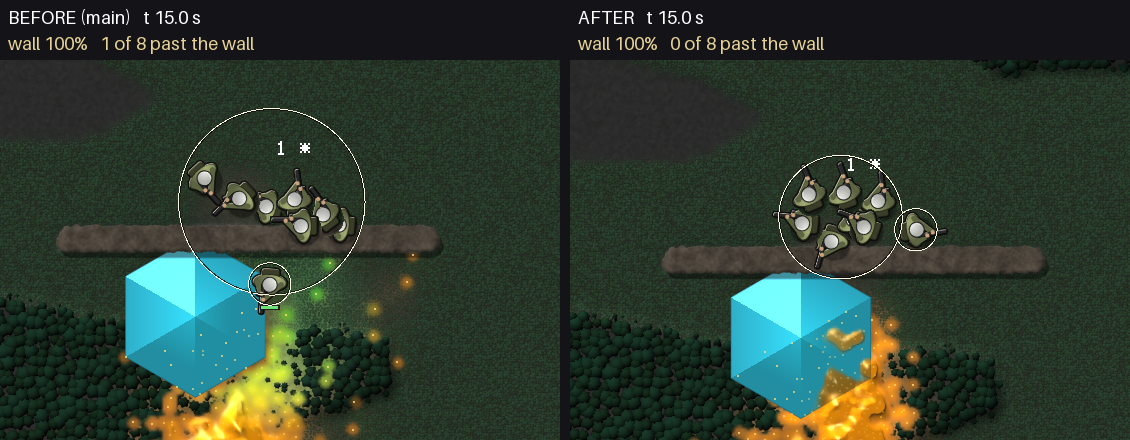 BEFORE (main) t 15.0 s
wall 100% 1 of 8 past the wall
1 ⁕
AFTER t 15.0 s
wall 100% 0 of 8 past the wall
1 ⁕